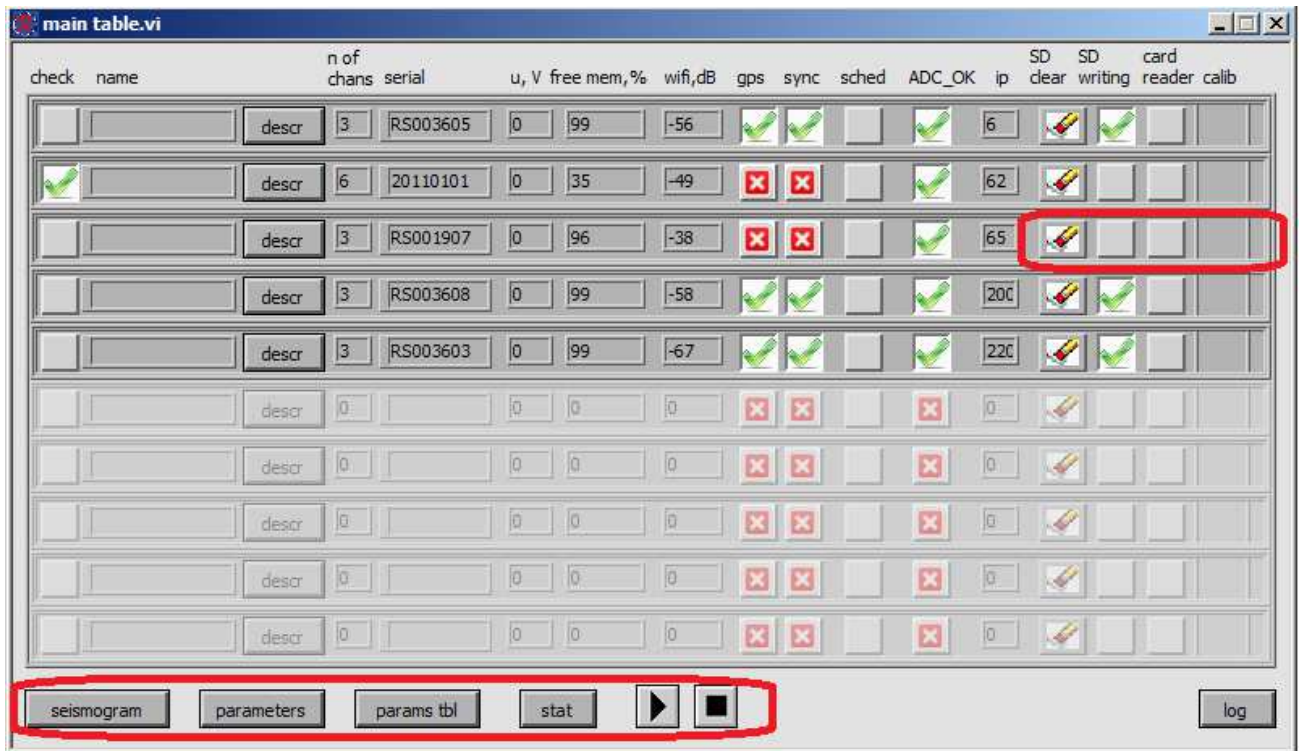 main table.vi
check name n of chans serial u, V free mem, % wifi,dB gps sync sched ADC_OK ip SD clear SD writing card reader calib
descr 3 RS003605 0 99 -56 6
descr 6 20110101 0 35 -49 62
descr 3 RS001907 0 96 -38 65
descr 3 RS003608 0 99 -58 200
descr 3 RS003603 0 99 -67 220
descr 0 0 0 0 0
descr 0 0 0 0 0
descr 0 0 0 0 0
descr 0 0 0 0 0
descr 0 0 0 0 0
seismogram parameters params tbl stat log